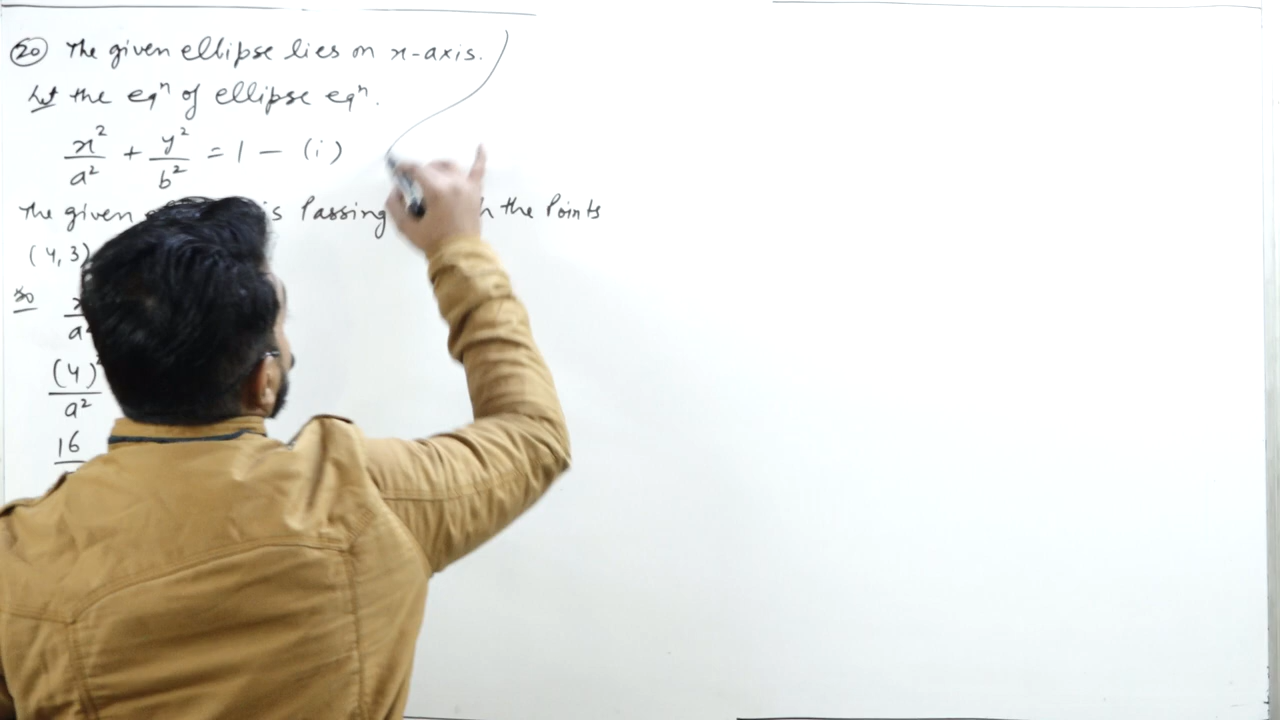 20 The given ellipse lies on x-axis.
Let the eqⁿ of ellipse eqⁿ.
x²/a² + y²/b² = 1 - (i)
The given is Passing the Points
(4,3)
So
(4)²/a²
16